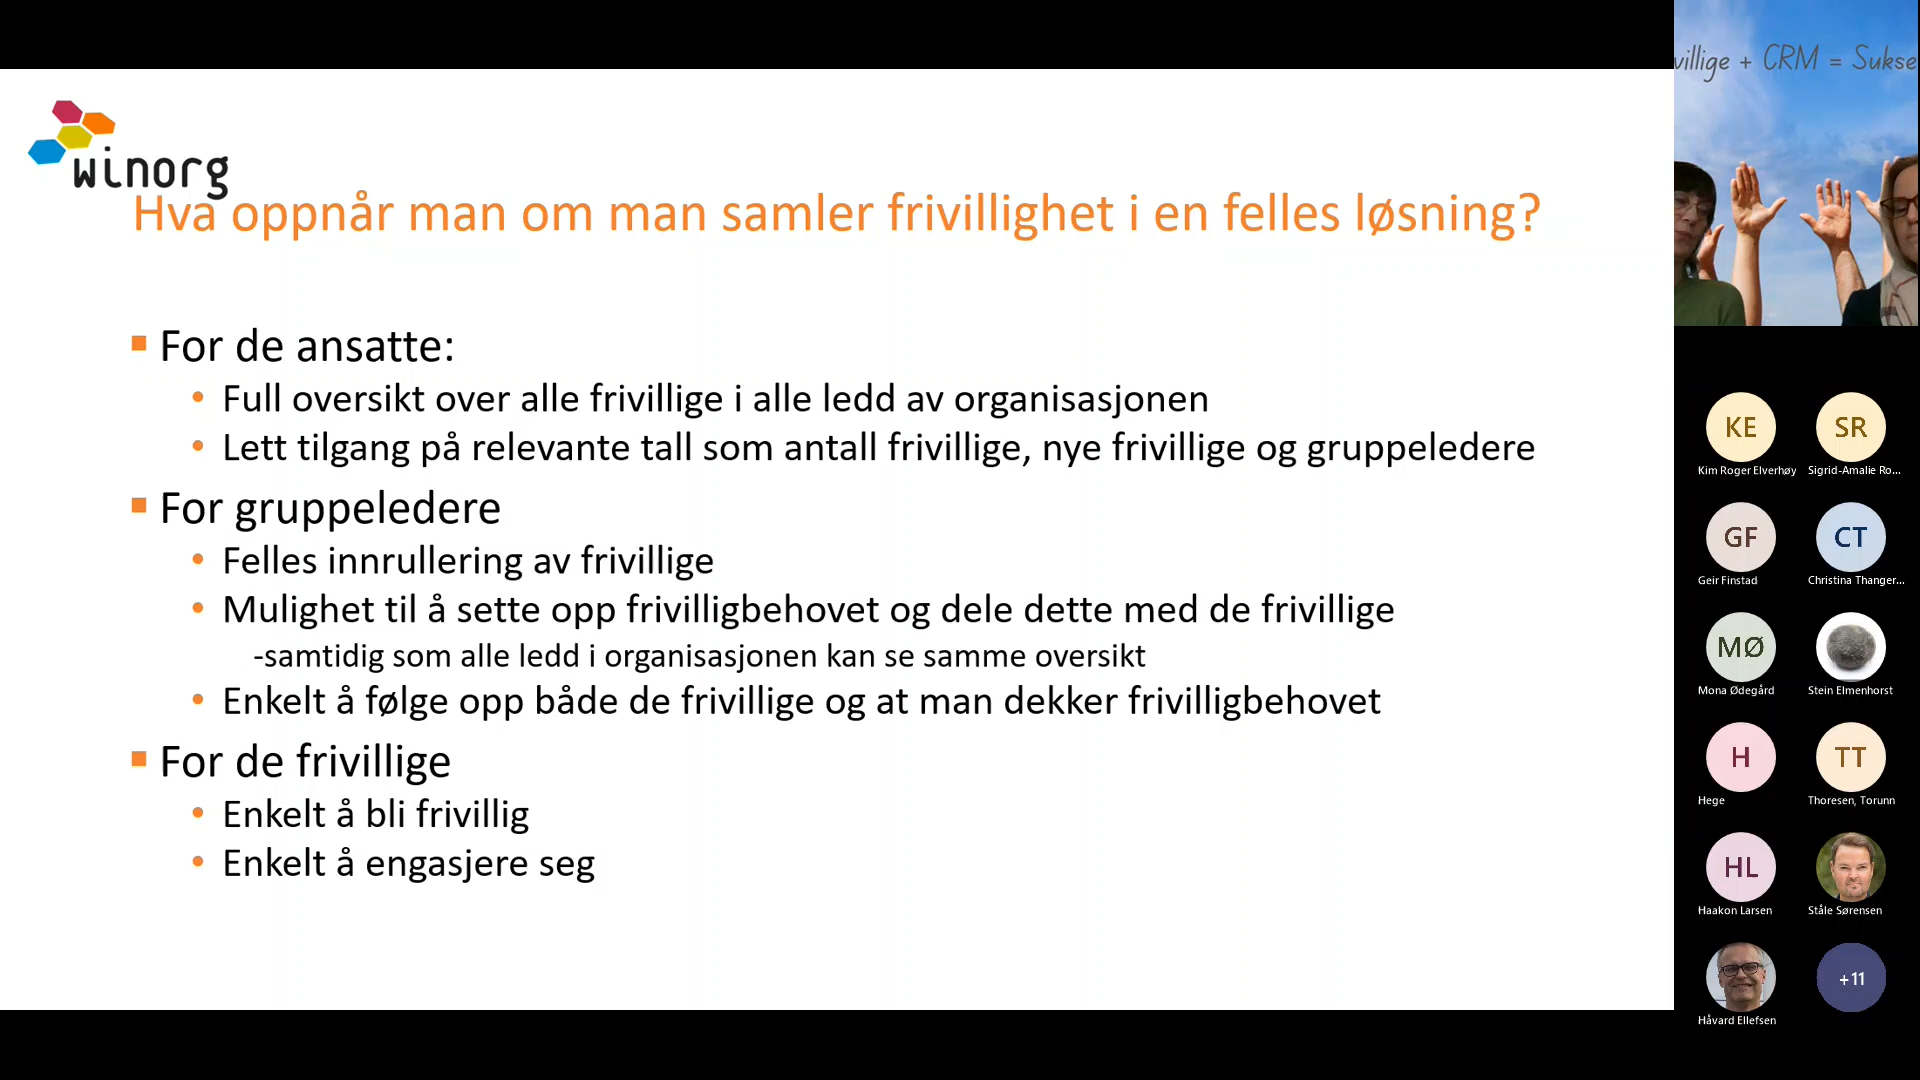 winorg
Hva oppnår man om man samler frivillighet i en felles løsning?
For de ansatte:
Full oversikt over alle frivillige i alle ledd av organisasjonen
Lett tilgang på relevante tall som antall frivillige, nye frivillige og gruppeledere
For gruppeledere
Felles innrullering av frivillige
Mulighet til å sette opp frivilligbehovet og dele dette med de frivillige
-samtidig som alle ledd i organisasjonen kan se samme oversikt
Enkelt å følge opp både de frivillige og at man dekker frivilligbehovet
For de frivillige
Enkelt å bli frivillig
Enkelt å engasjere seg
villige + CRM = Sukse
KE SR
Kim Roger Elverhøy Sigrid-Amalie Ro...
GF CT
Geir Finstad Christina Thanger...
MØ
Mona Ødegård Stein Elmenhorst
H TT
Hege Thoresen, Torunn
HL
Haakon Larsen Ståle Sørensen
+11
Håvard Ellefsen